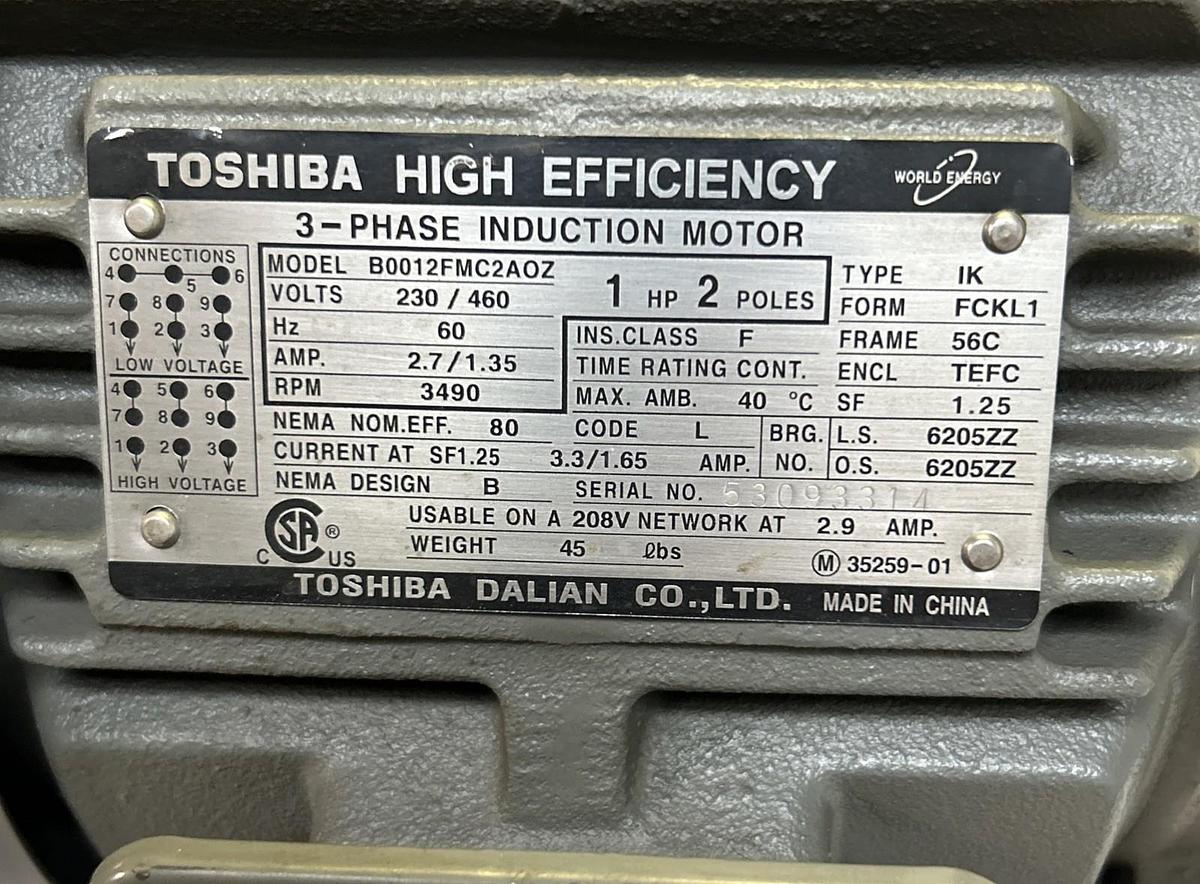 TOSHIBA HIGH EFFICIENCY WORLD ENERGY
3-PHASE INDUCTION MOTOR
CONNECTIONS
4 5 6
7 8 9
1 2 3
LOW VOLTAGE
4 5 6
7 8 9
1 2 3
HIGH VOLTAGE
MODEL B0012FMC2AOZ
VOLTS 230 / 460
Hz 60
AMP. 2.7/1.35
RPM 3490
1 HP 2 POLES
TYPE IK
FORM FCKL1
FRAME 56C
ENCL TEFC
SF 1.25
INS.CLASS F
TIME RATING CONT.
MAX. AMB. 40 °C
NEMA NOM.EFF. 80
CODE L
BRG. NO.
L.S. 6205ZZ
O.S. 6205ZZ
CURRENT AT SF1.25 3.3/1.65 AMP.
NEMA DESIGN B
SERIAL NO. 53093314
USABLE ON A 208V NETWORK AT 2.9 AMP.
WEIGHT 45 ℓbs
C SA ® US
M 35259-01
TOSHIBA DALIAN CO.,LTD. MADE IN CHINA